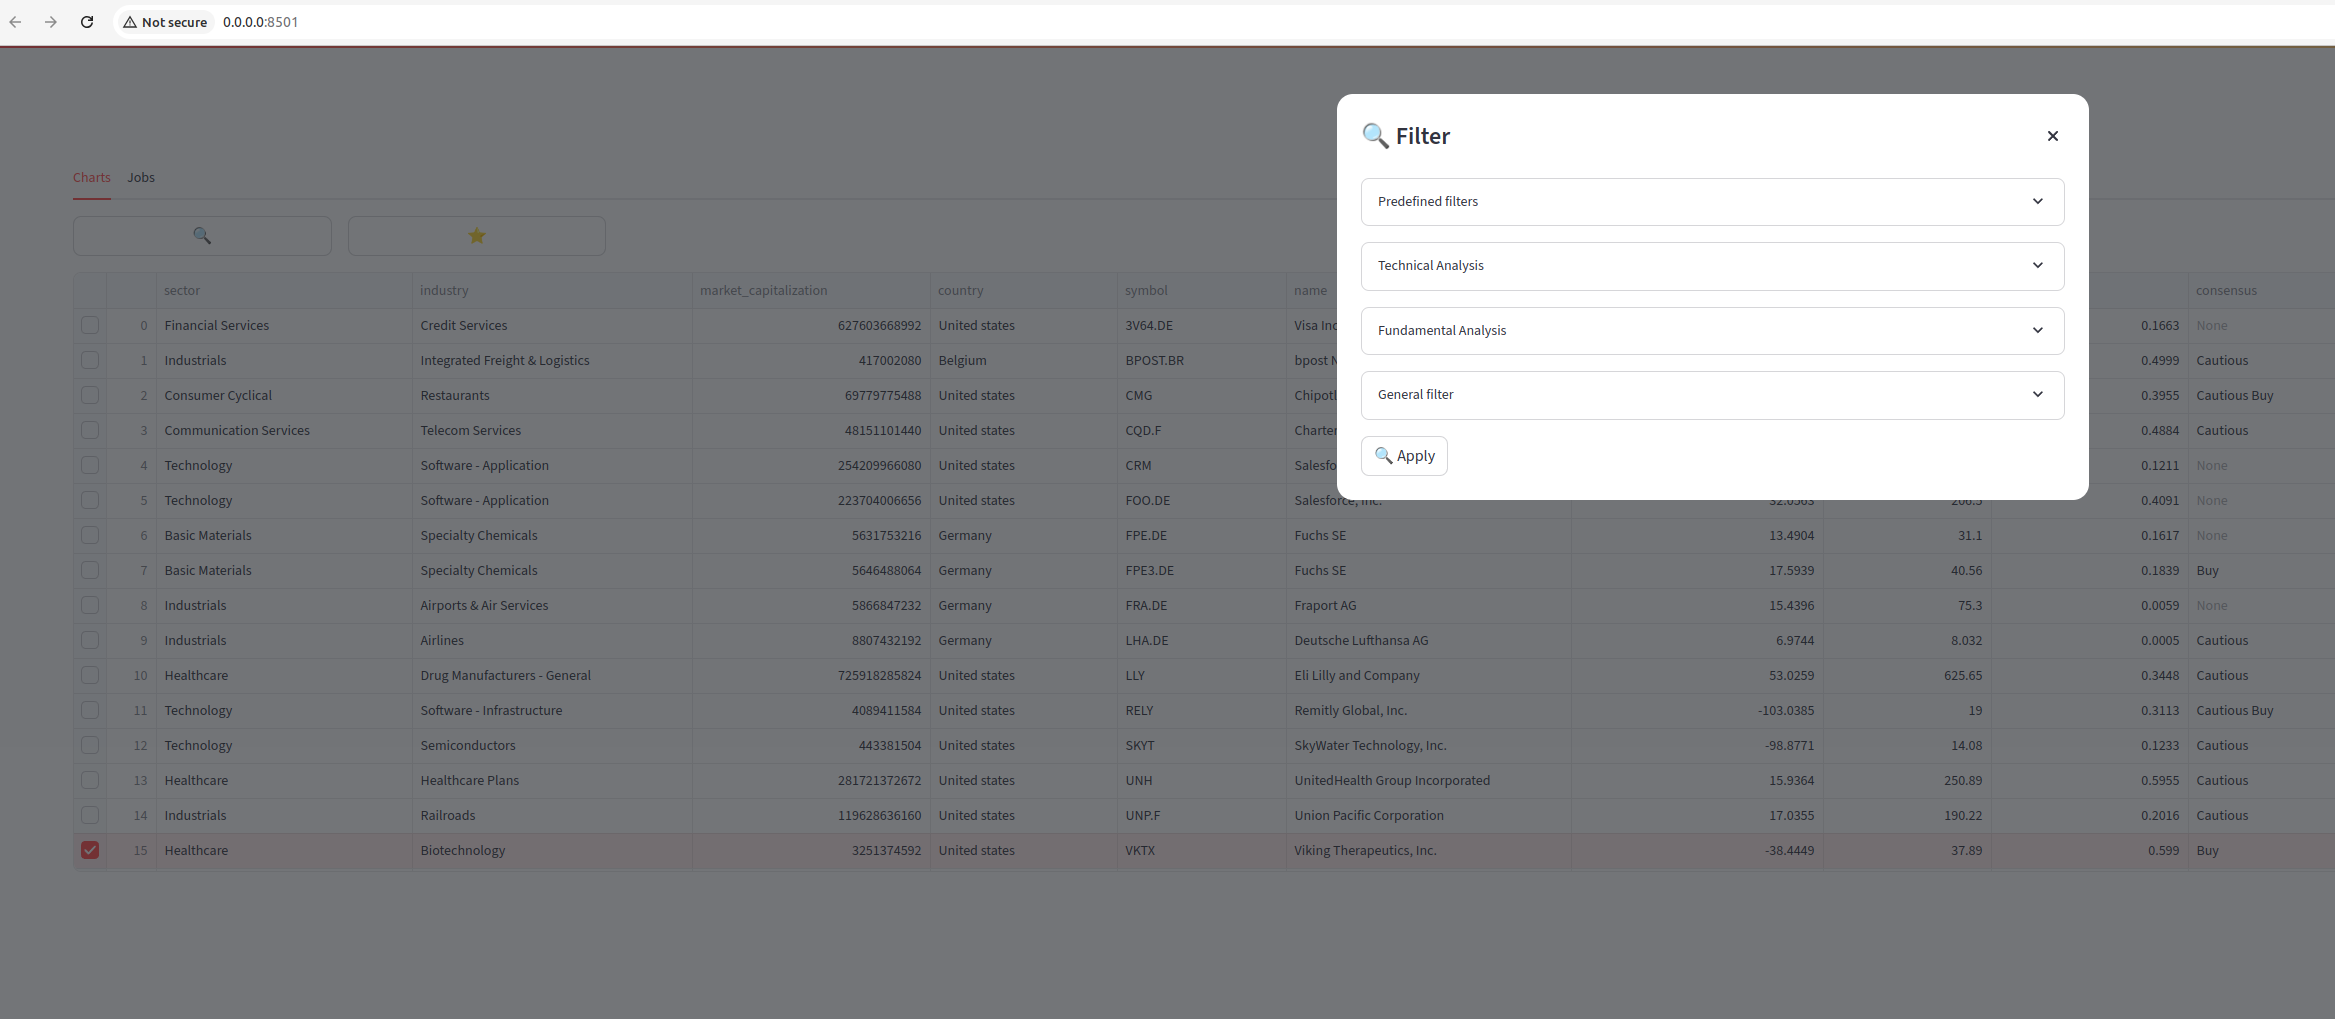 Not secure 0.0.0.0:8501
🔍 Filter
Predefined filters
Technical Analysis
Fundamental Analysis
General filter
🔍 Apply
Charts Jobs
sector industry market_capitalization country symbol name consensus
0 Financial Services Credit Services 627603668992 United states 3V64.DE Visa Inc 0.1663 None
1 Industrials Integrated Freight & Logistics 417002080 Belgium BPOST.BR bpost N 0.4999 Cautious
2 Consumer Cyclical Restaurants 69779775488 United states CMG Chipotl 0.3955 Cautious Buy
3 Communication Services Telecom Services 48151101440 United states CQD.F Charter 0.4884 Cautious
4 Technology Software - Application 254209966080 United states CRM Salesfo 0.1211 None
5 Technology Software - Application 223704006656 United states FOO.DE Salesforce, Inc. 32.0363 206.5 0.4091 None
6 Basic Materials Specialty Chemicals 5631753216 Germany FPE.DE Fuchs SE 13.4904 31.1 0.1617 None
7 Basic Materials Specialty Chemicals 5646488064 Germany FPE3.DE Fuchs SE 17.5939 40.56 0.1839 Buy
8 Industrials Airports & Air Services 5866847232 Germany FRA.DE Fraport AG 15.4396 75.3 0.0059 None
9 Industrials Airlines 8807432192 Germany LHA.DE Deutsche Lufthansa AG 6.9744 8.032 0.0005 Cautious
10 Healthcare Drug Manufacturers - General 725918285824 United states LLY Eli Lilly and Company 53.0259 625.65 0.3448 Cautious
11 Technology Software - Infrastructure 4089411584 United states RELY Remitly Global, Inc. -103.0385 19 0.3113 Cautious Buy
12 Technology Semiconductors 443381504 United states SKYT SkyWater Technology, Inc. -98.8771 14.08 0.1233 Cautious
13 Healthcare Healthcare Plans 281721372672 United states UNH UnitedHealth Group Incorporated 15.9364 250.89 0.5955 Cautious
14 Industrials Railroads 119628636160 United states UNP.F Union Pacific Corporation 17.0355 190.22 0.2016 Cautious
15 Healthcare Biotechnology 3251374592 United states VKTX Viking Therapeutics, Inc. -38.4449 37.89 0.599 Buy